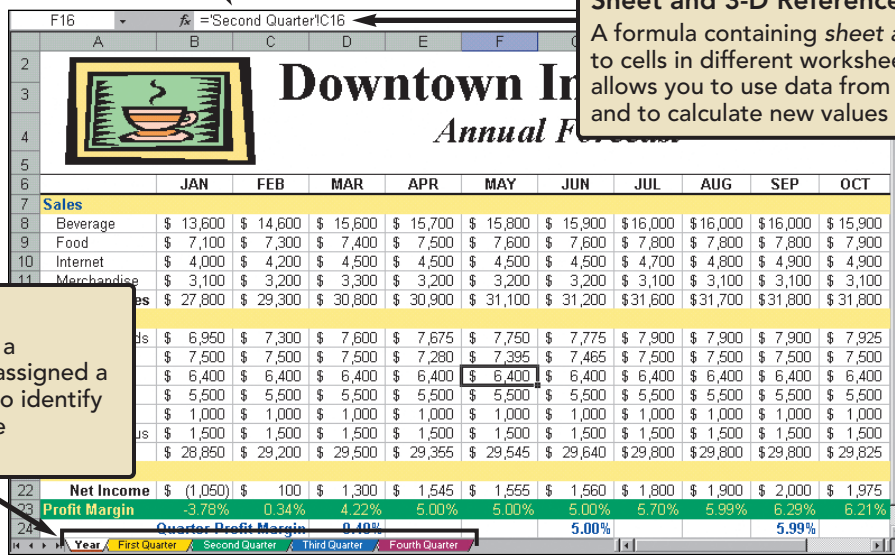 F16 fx ='Second Quarter'!C16
Sheet and 3-D Reference
A formula containing sheet a
to cells in different workshee
allows you to use data from
and to calculate new values
A B C D E F
2
3 Downtown In
4 Annual Forecast
5
6 JAN FEB MAR APR MAY JUN JUL AUG SEP OCT
7 Sales
8 Beverage $ 13,600 $ 14,600 $ 15,600 $ 15,700 $ 15,800 $ 15,900 $16,000 $16,000 $16,000 $ 15,900
9 Food $ 7,100 $ 7,300 $ 7,400 $ 7,500 $ 7,600 $ 7,600 $ 7,800 $ 7,800 $ 7,800 $ 7,900
10 Internet $ 4,000 $ 4,200 $ 4,500 $ 4,500 $ 4,500 $ 4,500 $ 4,700 $ 4,800 $ 4,900 $ 4,900
11 Merchandise $ 3,100 $ 3,200 $ 3,300 $ 3,200 $ 3,200 $ 3,200 $ 3,100 $ 3,100 $ 3,100 $ 3,100
es $ 27,800 $ 29,300 $ 30,800 $ 30,900 $ 31,100 $ 31,200 $31,600 $31,700 $31,800 $ 31,800
ds $ 6,950 $ 7,300 $ 7,600 $ 7,675 $ 7,750 $ 7,775 $ 7,900 $ 7,900 $ 7,900 $ 7,925
$ 7,500 $ 7,500 $ 7,500 $ 7,280 $ 7,395 $ 7,465 $ 7,500 $ 7,500 $ 7,500 $ 7,500
$ 6,400 $ 6,400 $ 6,400 $ 6,400 $ 6,400 $ 6,400 $ 6,400 $ 6,400 $ 6,400 $ 6,400
$ 5,500 $ 5,500 $ 5,500 $ 5,500 $ 5,500 $ 5,500 $ 5,500 $ 5,500 $ 5,500 $ 5,500
$ 1,000 $ 1,000 $ 1,000 $ 1,000 $ 1,000 $ 1,000 $ 1,000 $ 1,000 $ 1,000 $ 1,000
us $ 1,500 $ 1,500 $ 1,500 $ 1,500 $ 1,500 $ 1,500 $ 1,500 $ 1,500 $ 1,500 $ 1,500
$ 28,850 $ 29,200 $ 29,500 $ 29,355 $ 29,545 $ 29,640 $29,800 $29,800 $29,800 $ 29,825
a
assigned a
o identify
e
22 Net Income $ (1,050) $ 100 $ 1,300 $ 1,545 $ 1,555 $ 1,560 $ 1,800 $ 1,900 $ 2,000 $ 1,975
23 Profit Margin -3.78% 0.34% 4.22% 5.00% 5.00% 5.00% 5.70% 5.99% 6.29% 6.21%
24 Quarter Profit Margin 0.40% 5.00% 5.99%
Year First Quarter Second Quarter Third Quarter Fourth Quarter